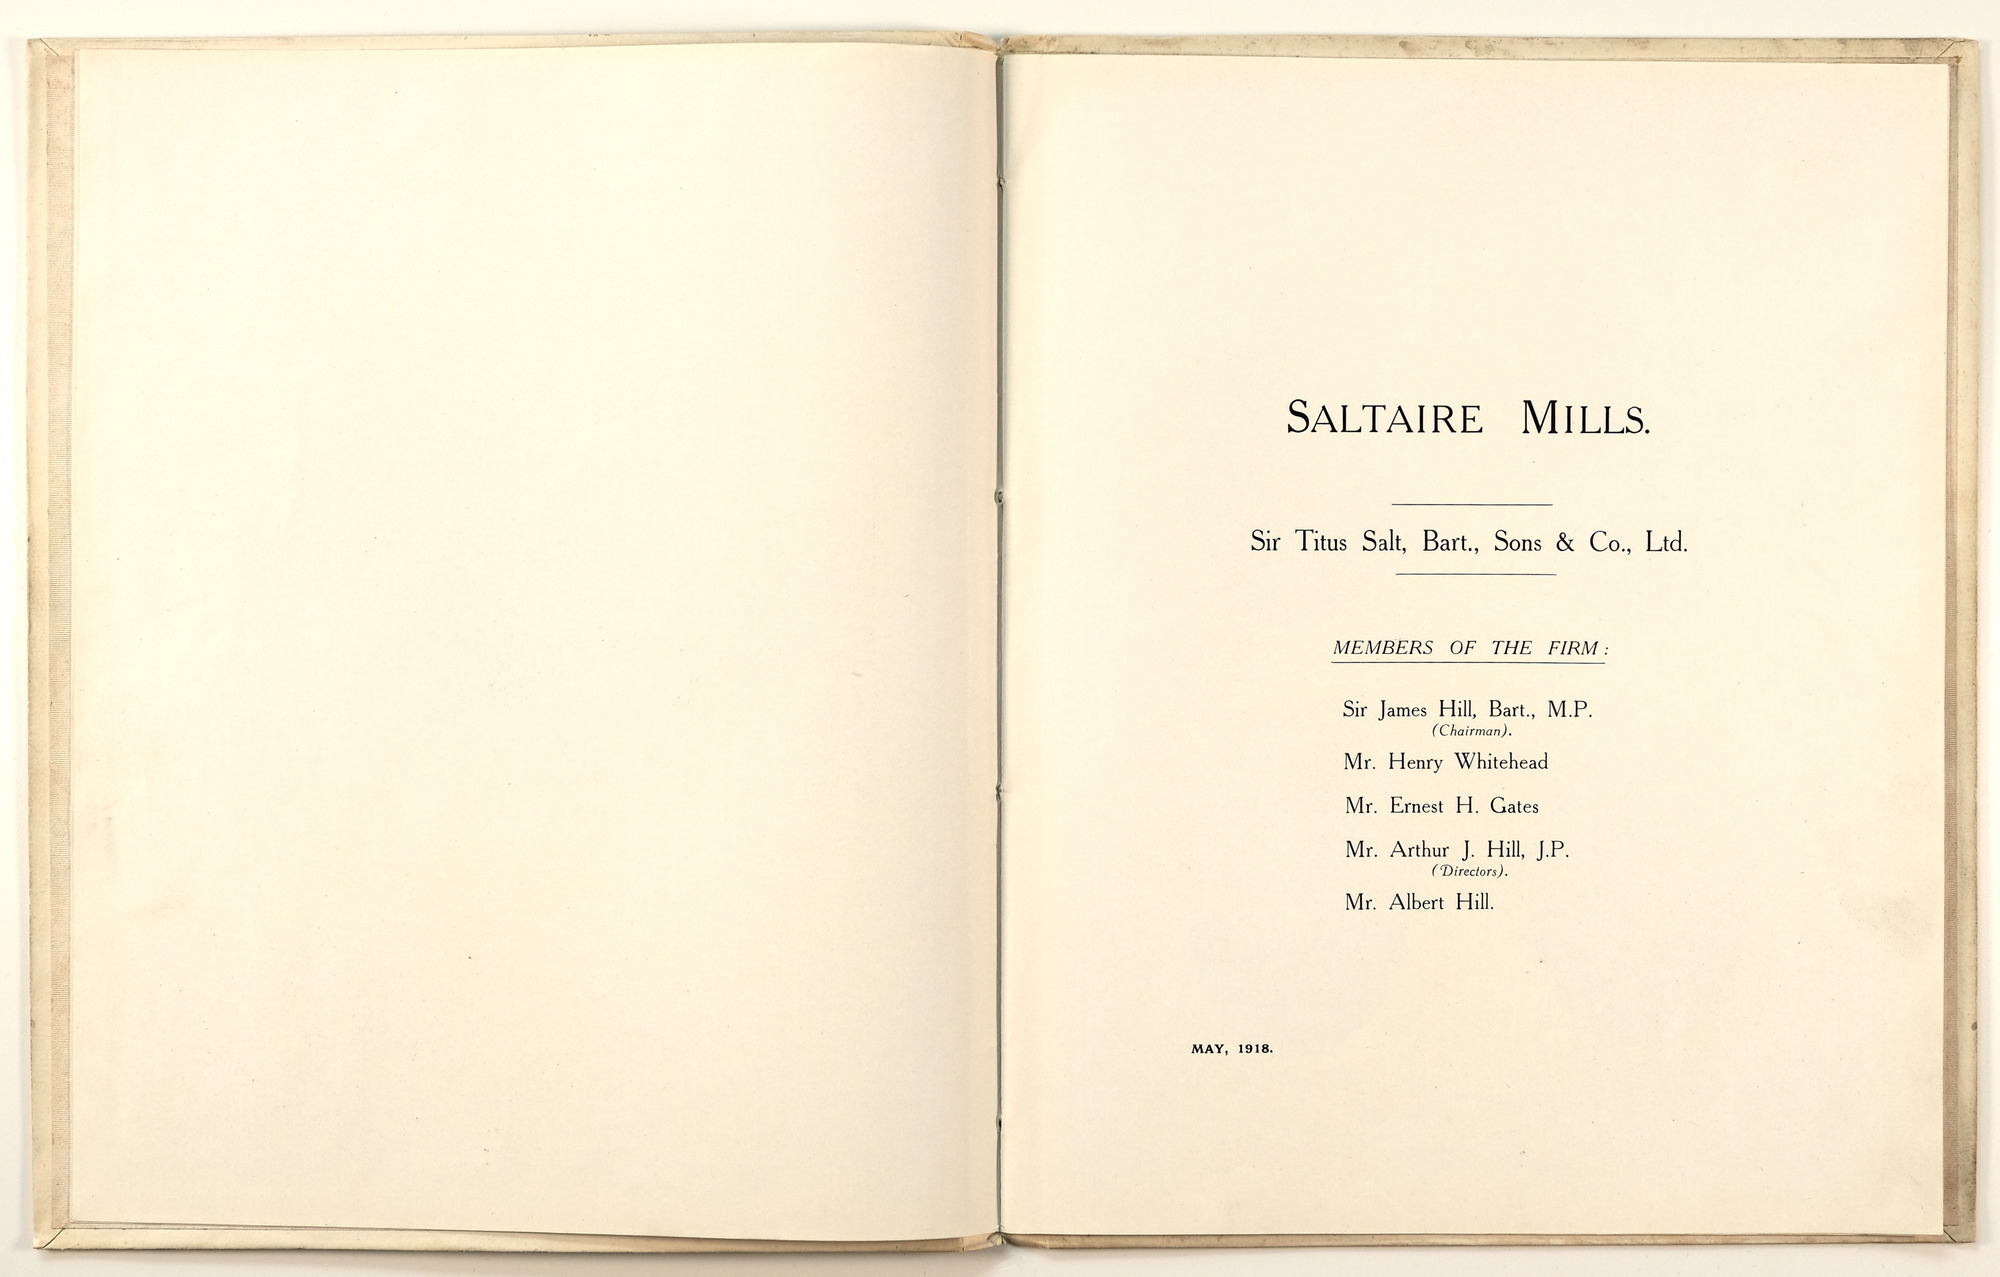 SALTAIRE MILLS.
Sir Titus Salt, Bart., Sons & Co., Ltd.
MEMBERS OF THE FIRM :
Sir James Hill, Bart., M.P.
(Chairman).
Mr. Henry Whitehead
Mr. Ernest H. Gates
Mr. Arthur J. Hill, J.P.
(Directors).
Mr. Albert Hill.
MAY, 1918.